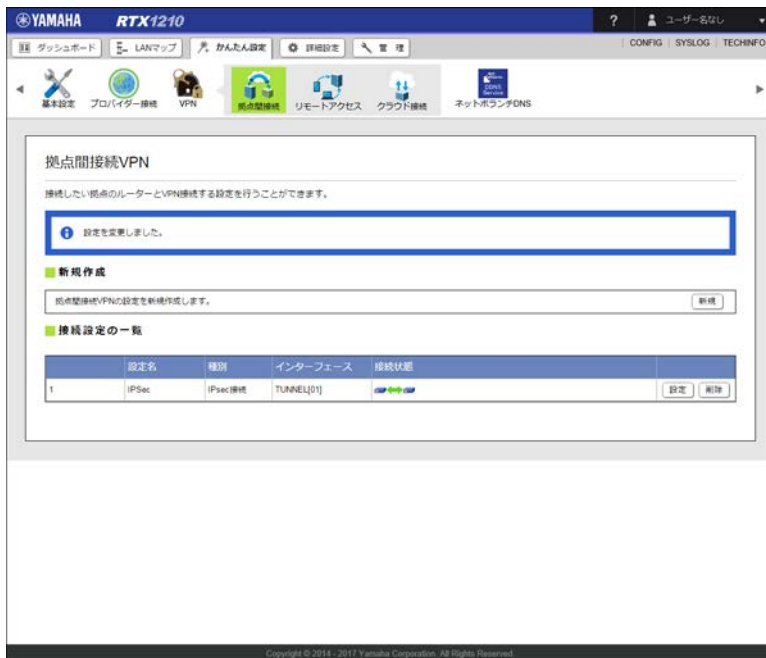 YAMAHA RTX1210 ? ユーザー名なし
ダッシュボード LANマップ かんたん設定 詳細設定 管理 CONFIG SYSLOG TECHINFO
基本設定 プロバイダー接続 VPN 拠点間接続 リモートアクセス クラウド接続 ネットボランチDNS
拠点間接続VPN
接続したい拠点のルーターとVPN接続する設定を行うことができます。
設定を変更しました。
新規作成
拠点間接続VPNの設定を新規作成します。 新規
接続設定の一覧
設定名 種別 インターフェース 接続状態
1 IPSec IPsec接続 TUNNEL[01] 設定 削除
Copyright © 2014 - 2017 Yamaha Corporation. All Rights Reserved.